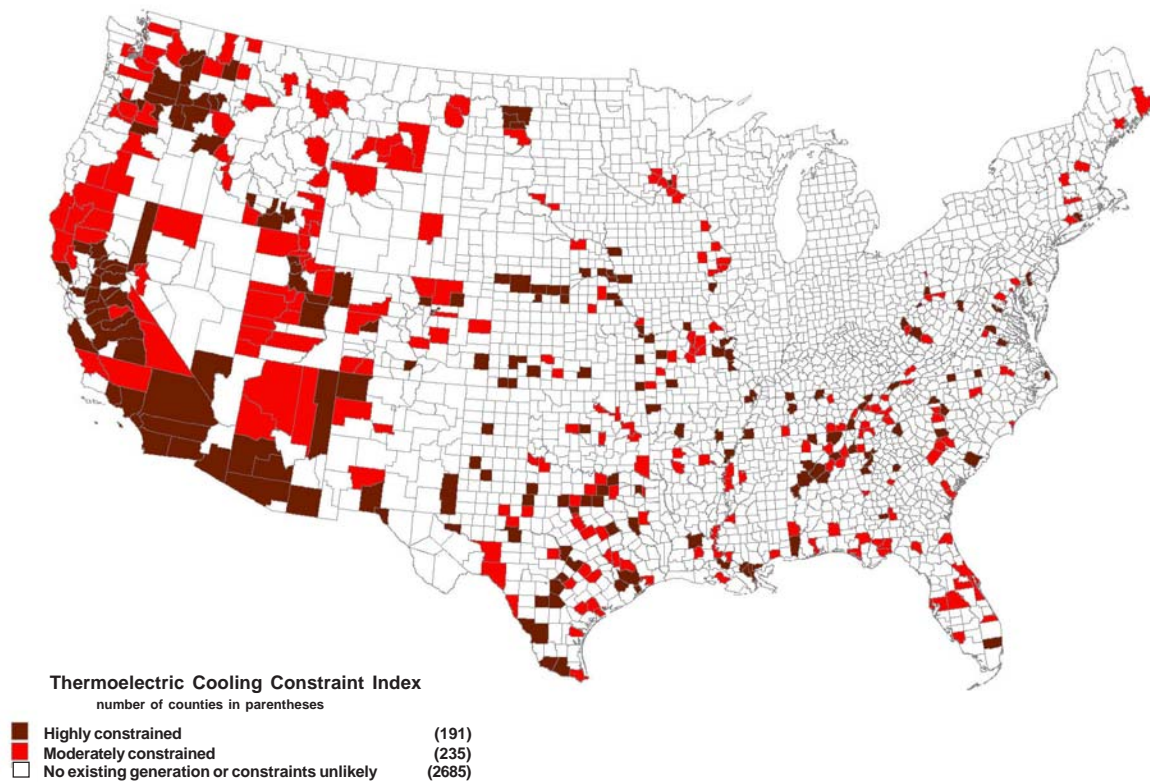 Thermoelectric Cooling Constraint Index
number of counties in parentheses
Highly constrained (191)
Moderately constrained (235)
No existing generation or constraints unlikely (2685)